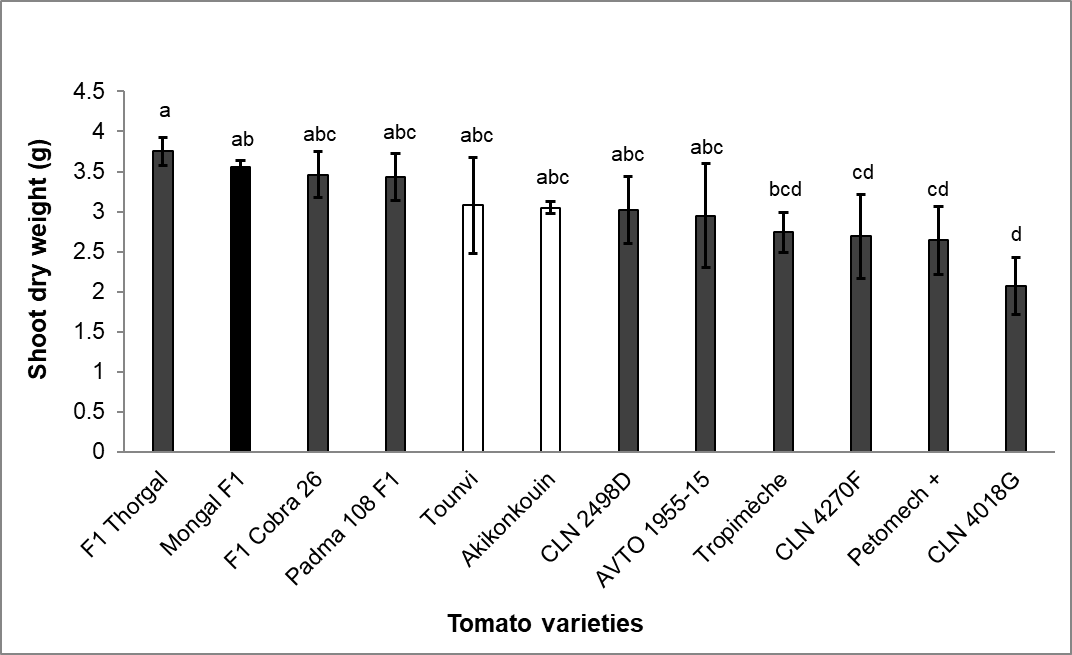 Shoot dry weight (g)
4.5
4
3.5
3
2.5
2
1.5
1
0.5
0
a
ab
abc
abc
abc
abc
abc
abc
bcd
cd
cd
d
F1 Thorgal
Mongal F1
F1 Cobra 26
Padma 108 F1
Tounvi
Akikonkouin
CLN 2498D
AVTO 1955-15
Tropimèche
CLN 4270F
Petomech +
CLN 4018G
Tomato varieties